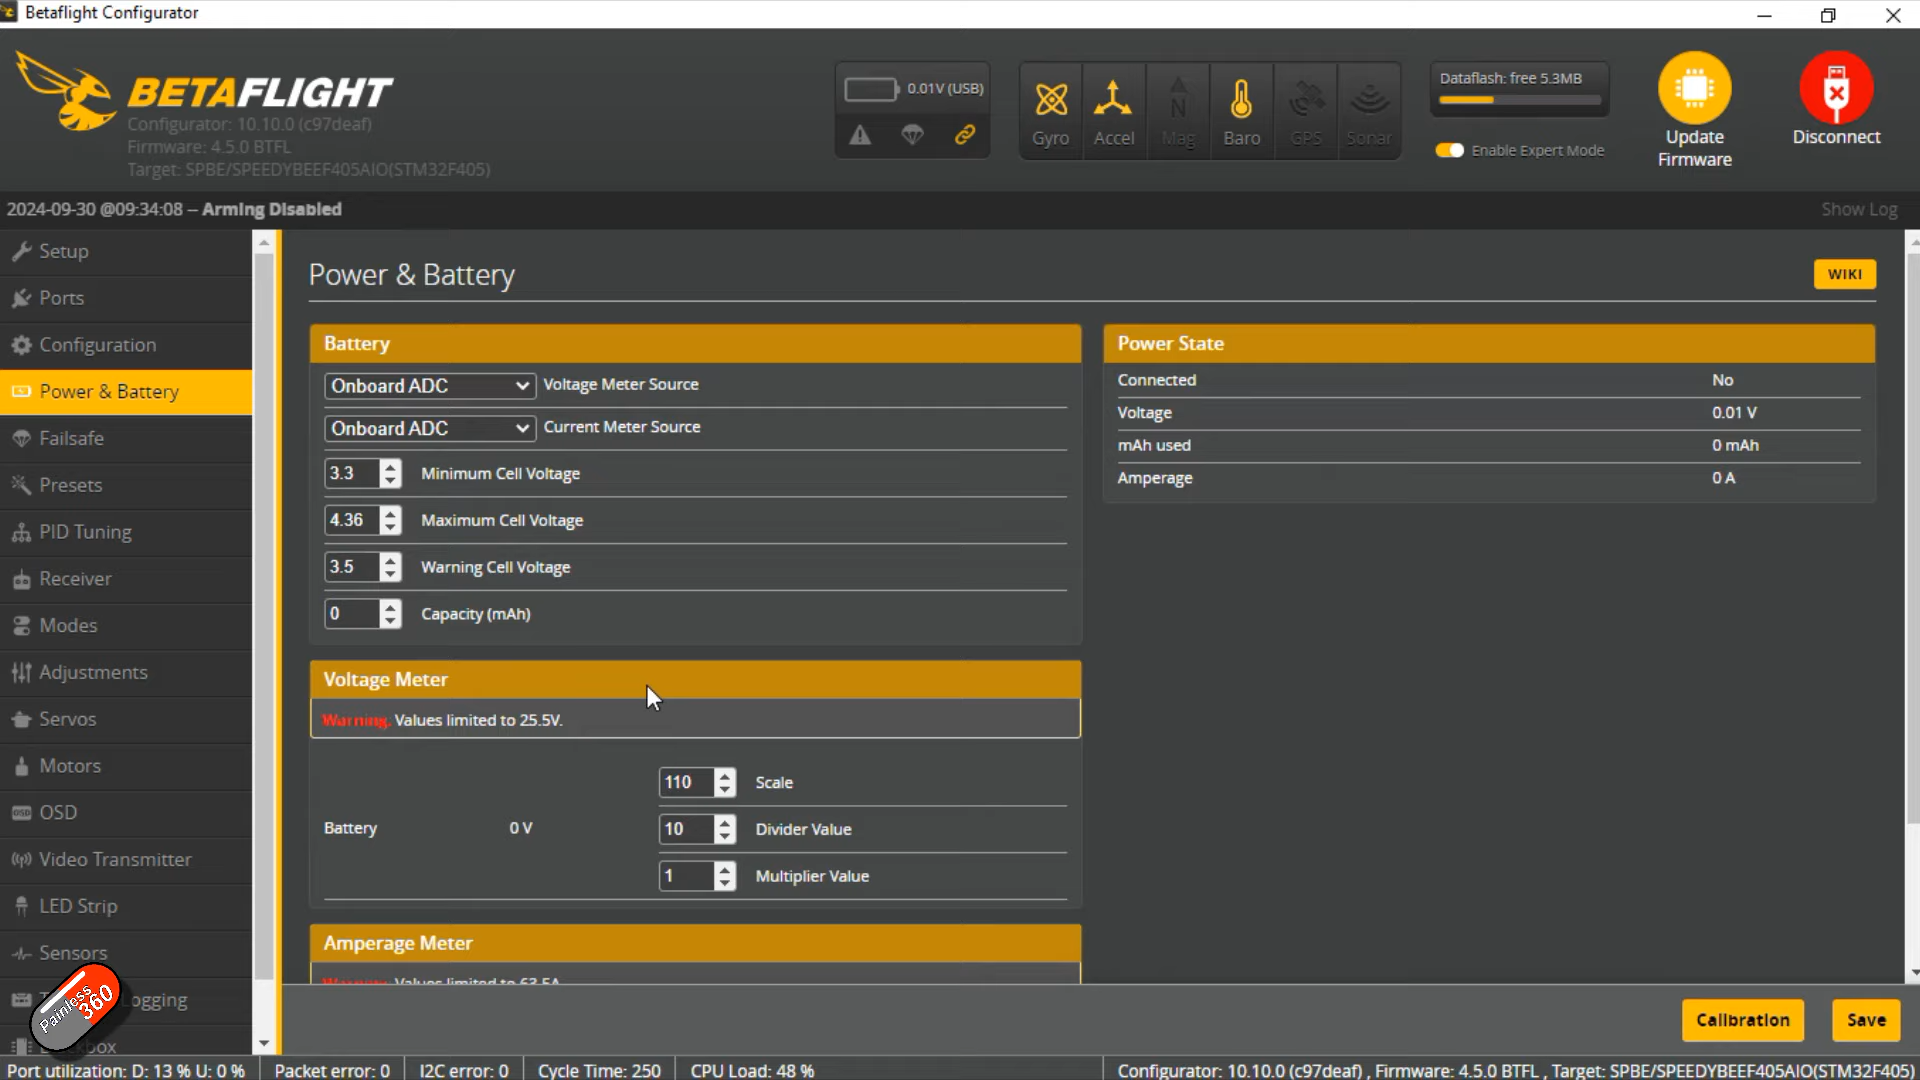 Betaflight Configurator
BETAFLIGHT
Configurator: 10.10.0 (c97deaf)
Firmware: 4.5.0 BTFL
Target: SPBE/SPEEDYBEEF405AIO(STM32F405)
0.01V (USB)
Gyro
Accel
N
Mag
Baro
GPS
Sonar
Dataflash: free 5.3MB
Enable Expert Mode
Update
Firmware
Disconnect
2024-09-30 @09:34:08 – Arming Disabled
Show Log
Setup
Ports
Configuration
Power & Battery
Failsafe
Presets
PID Tuning
Receiver
Modes
Adjustments
Servos
Motors
OSD
Video Transmitter
LED Strip
Sensors
Power & Battery
WIKI
Battery
Onboard ADC Voltage Meter Source
Onboard ADC Current Meter Source
3.3 Minimum Cell Voltage
4.36 Maximum Cell Voltage
3.5 Warning Cell Voltage
0 Capacity (mAh)
Power State
Connected No
Voltage 0.01 V
mAh used 0 mAh
Amperage 0 A
Voltage Meter
Warning: Values limited to 25.5V.
Battery 0 V
110 Scale
10 Divider Value
1 Multiplier Value
Amperage Meter
Warning: Values limited to 63.5A
Painless
360
Calibration
Save
Port utilization: D: 13 % U: 0 %
Packet error: 0
I2C error: 0
Cycle Time: 250
CPU Load: 48 %
Configurator: 10.10.0 (c97deaf) , Firmware: 4.5.0 BTFL , Target: SPBE/SPEEDYBEEF405AIO(STM32F405)